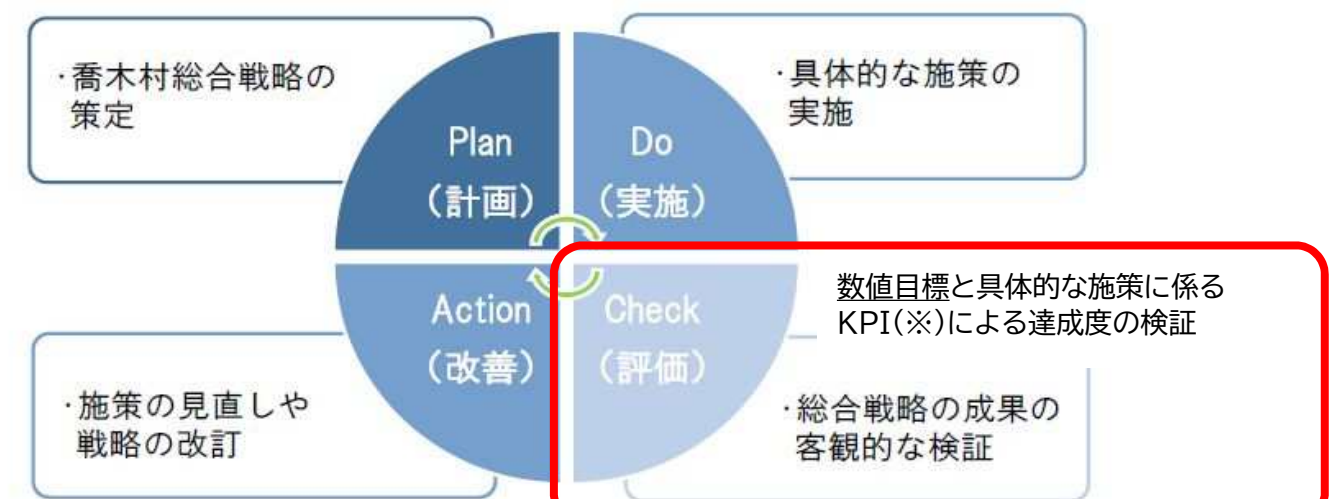 ・喬木村総合戦略の
策定
Plan
（計画）
Do
（実施）
・具体的な施策の
実施
Action
（改善）
Check
（評価）
数値目標と具体的な施策に係る
KPI(※)による達成度の検証
・施策の見直しや
戦略の改訂
・総合戦略の成果の
客観的な検証